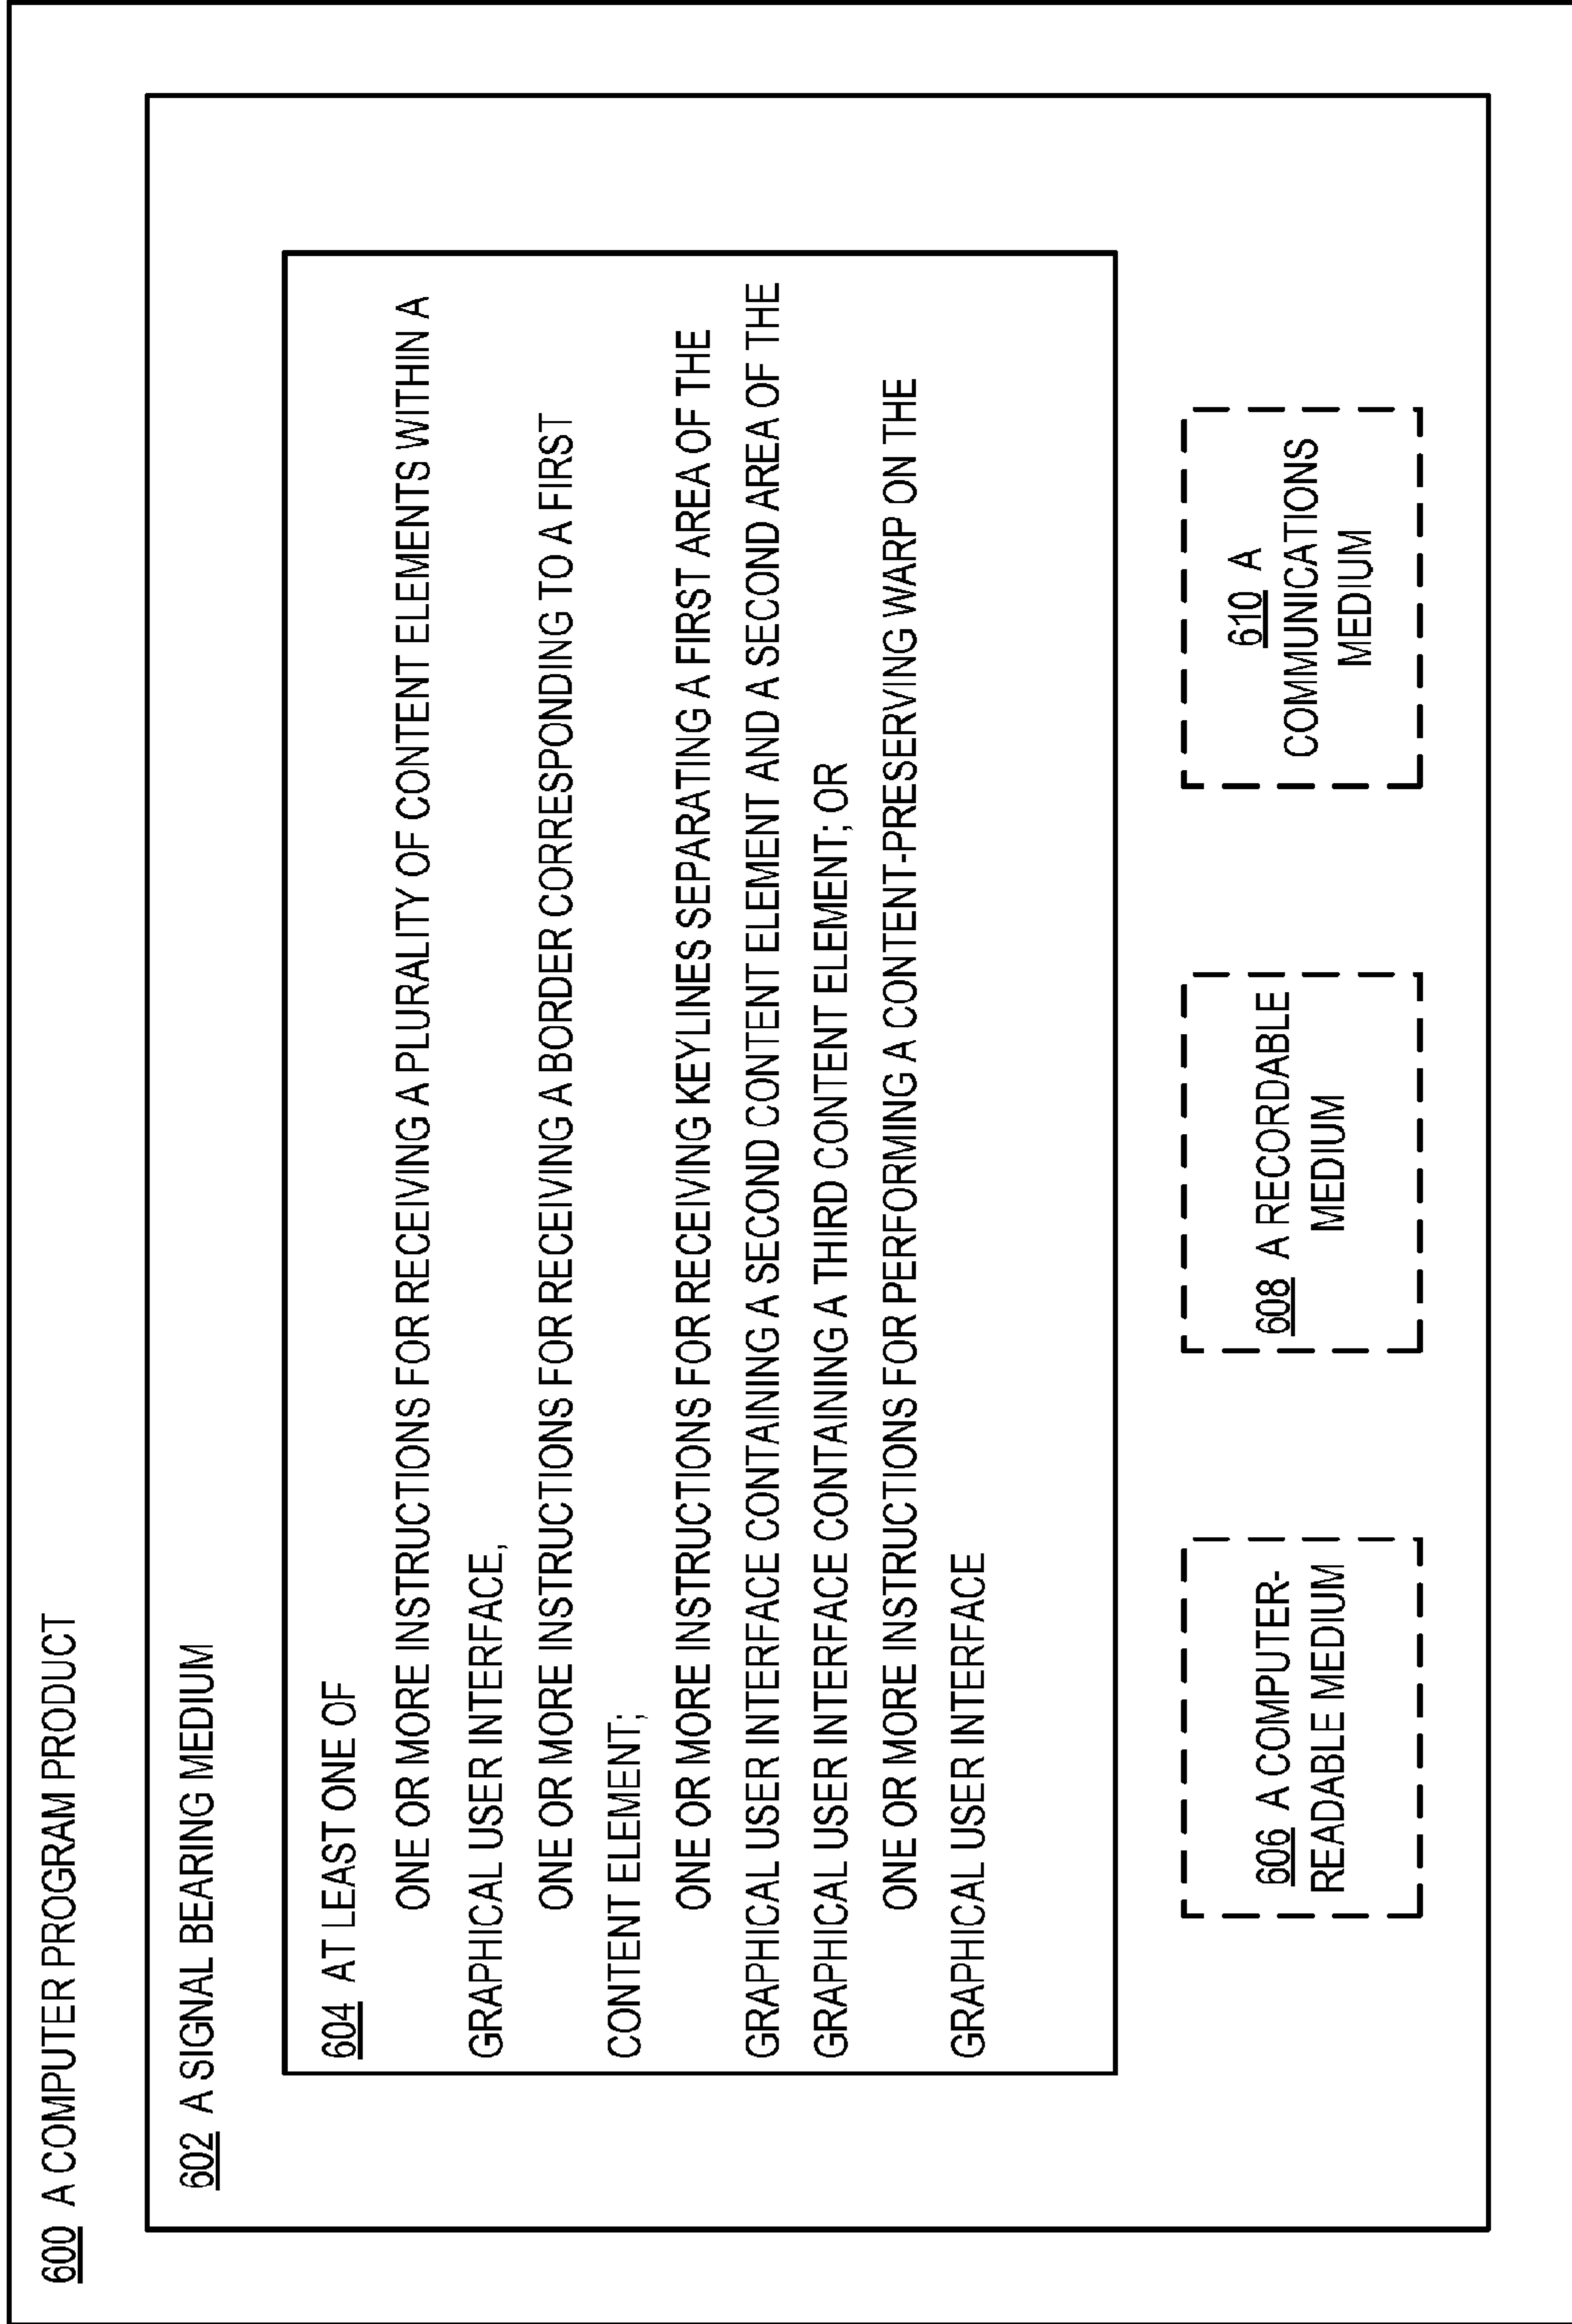 600 A COMPUTER PROGRAM PRODUCT
602 A SIGNAL BEARING MEDIUM
604 AT LEAST ONE OF
ONE OR MORE INSTRUCTIONS FOR RECEIVING A PLURALITY OF CONTENT ELEMENTS WITHIN A
GRAPHICAL USER INTERFACE,
ONE OR MORE INSTRUCTIONS FOR RECEIVING A BORDER CORRESPONDING TO A FIRST
CONTENT ELEMENT;
ONE OR MORE INSTRUCTIONS FOR RECEIVING KEYLINES SEPARATING A FIRST AREA OF THE
GRAPHICAL USER INTERFACE CONTAINING A SECOND CONTENT ELEMENT AND A SECOND AREA OF THE
GRAPHICAL USER INTERFACE CONTAINING A THIRD CONTENT ELEMENT; OR
ONE OR MORE INSTRUCTIONS FOR PERFORMING A CONTENT-PRESERVING WARP ON THE
GRAPHICAL USER INTERFACE
606 A COMPUTER-
READABLE MEDIUM
608 A RECORDABLE
MEDIUM
610 A
COMMUNICATIONS
MEDIUM